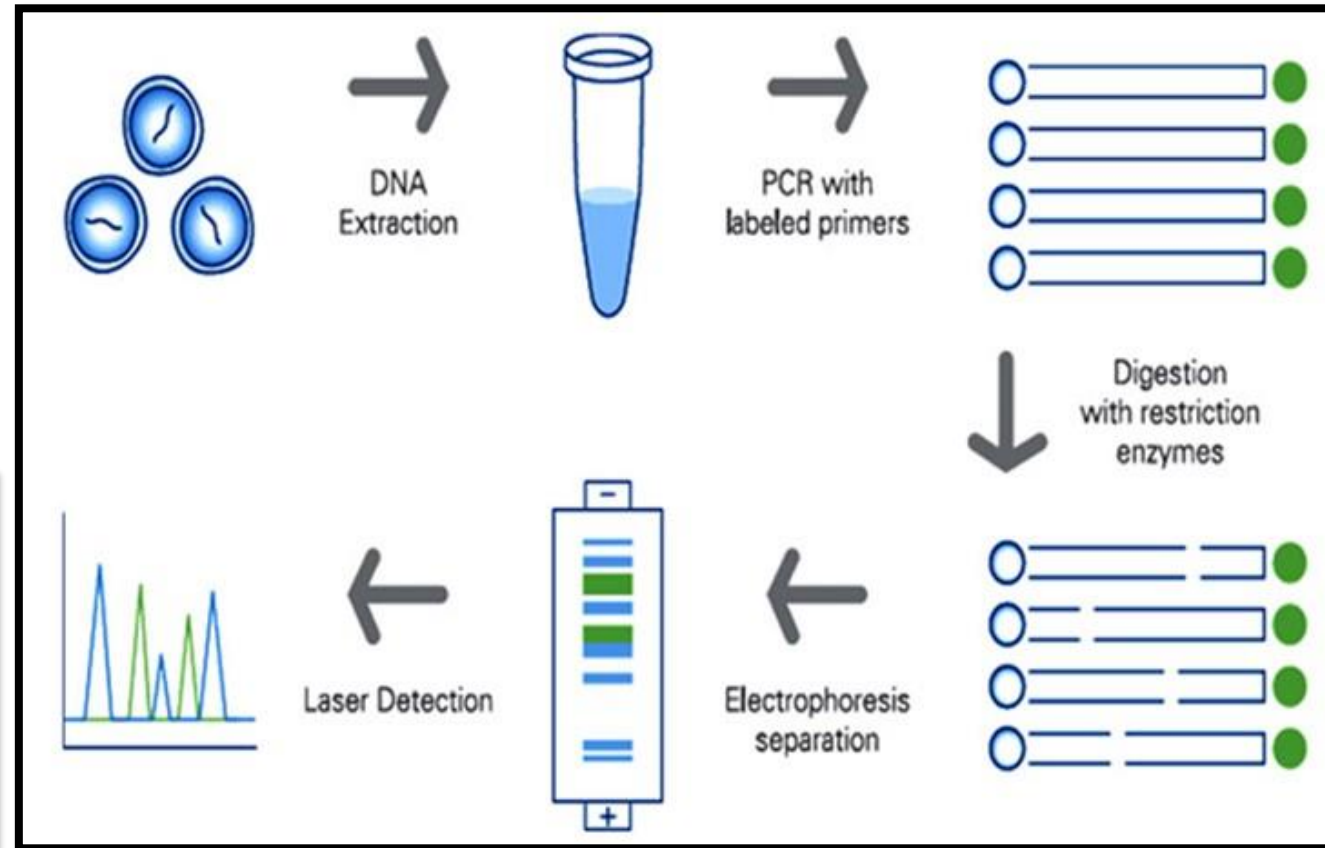 DNA
Extraction
PCR with
labeled primers
Digestion
with restriction
enzymes
Electrophoresis
separation
Laser Detection
−
+